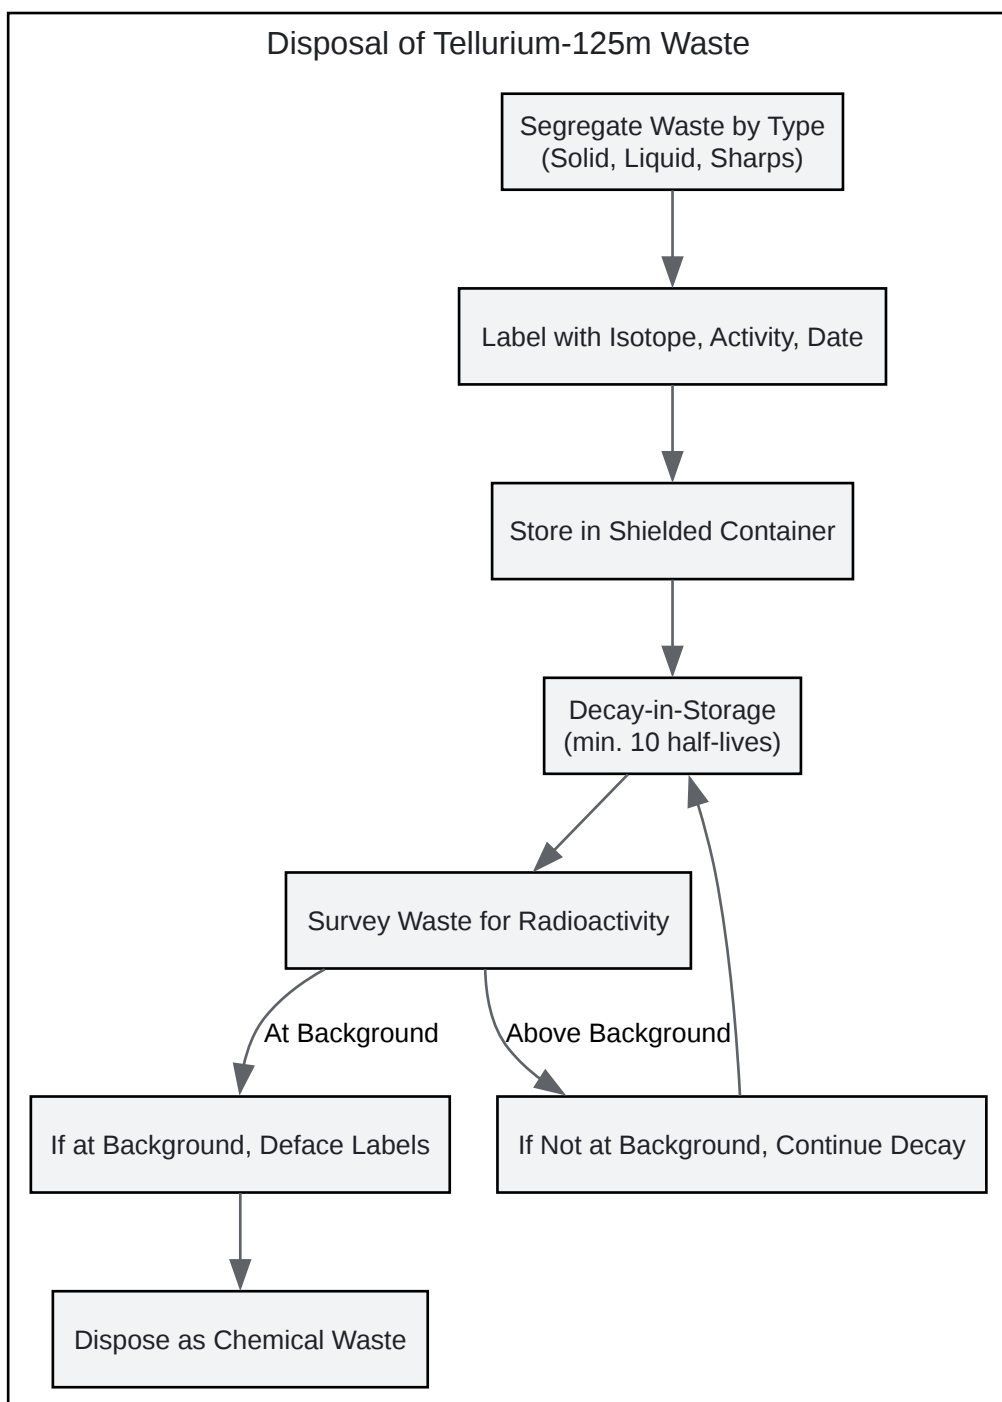 Disposal of Tellurium-125m Waste
Segregate Waste by Type
(Solid, Liquid, Sharps)
Label with Isotope, Activity, Date
Store in Shielded Container
Decay-in-Storage
(min. 10 half-lives)
Survey Waste for Radioactivity
At Background
Above Background
If at Background, Deface Labels
If Not at Background, Continue Decay
Dispose as Chemical Waste